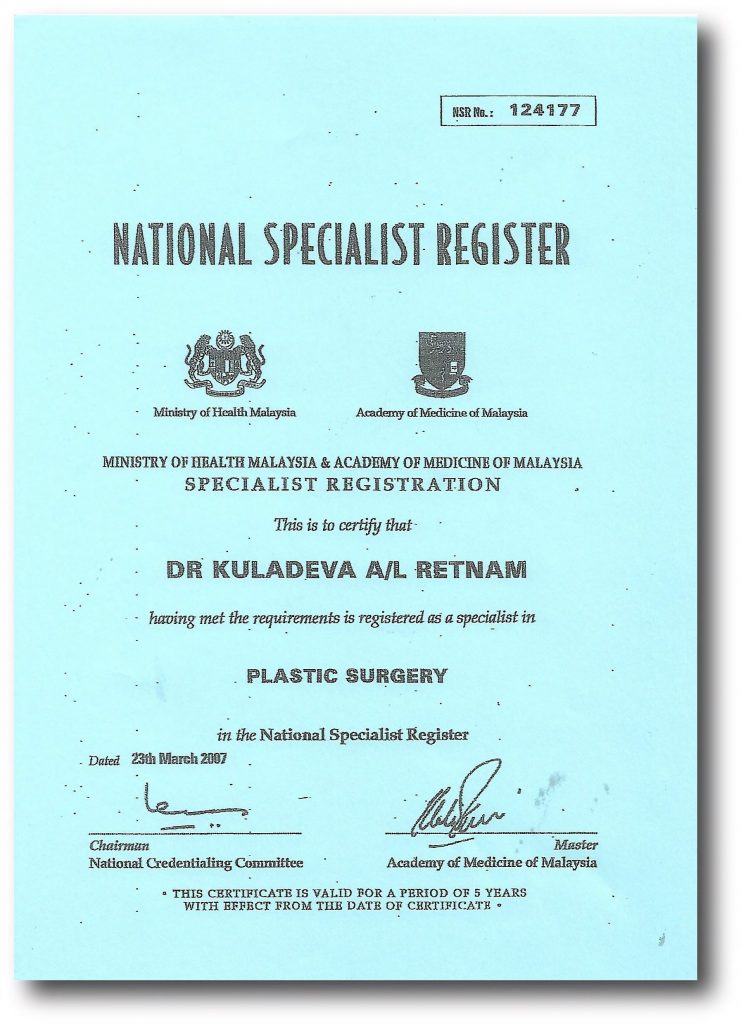 NSR No.: 124177
NATIONAL SPECIALIST REGISTER
Ministry of Health Malaysia
Academy of Medicine of Malaysia
MINISTRY OF HEALTH MALAYSIA & ACADEMY OF MEDICINE OF MALAYSIA
SPECIALIST REGISTRATION
This is to certify that
DR KULADEVA A/L RETNAM
having met the requirements is registered as a specialist in
PLASTIC SURGERY
in the National Specialist Register
Dated 23th March 2007
Chairman
National Credentialing Committee
Master
Academy of Medicine of Malaysia
* THIS CERTIFICATE IS VALID FOR A PERIOD OF 5 YEARS
WITH EFFECT FROM THE DATE OF CERTIFICATE *